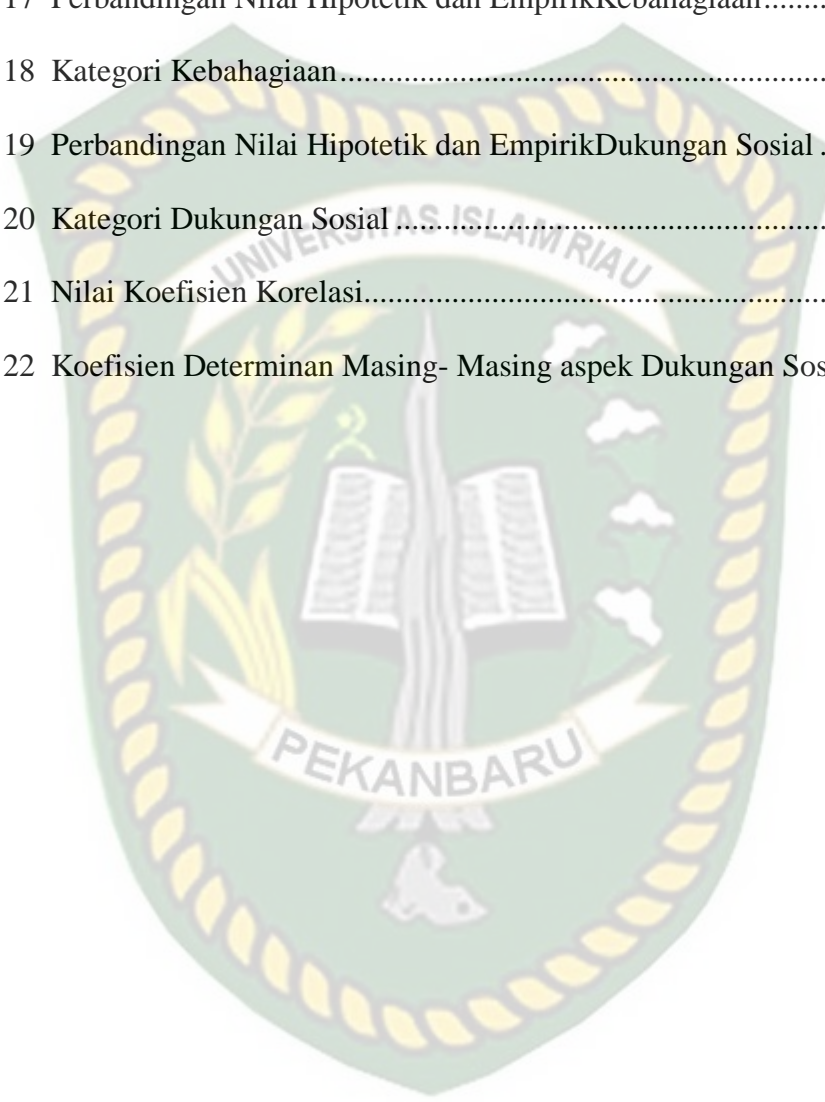 17 Perbandingan Nilai Hipotetik dan EmpirikKebahagiaan........
18 Kategori Kebahagiaan............................................................
19 Perbandingan Nilai Hipotetik dan EmpirikDukungan Sosial .
20 Kategori Dukungan Sosial .....................................................
UNIVERSITAS ISLAM RIAU
21 Nilai Koefisien Korelasi.........................................................
22 Koefisien Determinan Masing- Masing aspek Dukungan Sos
PEKANBARU